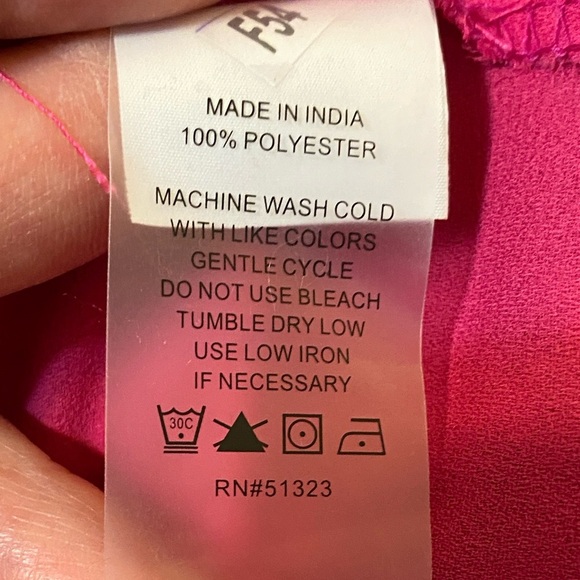 F54
MADE IN INDIA
100% POLYESTER
MACHINE WASH COLD
WITH LIKE COLORS
GENTLE CYCLE
DO NOT USE BLEACH
TUMBLE DRY LOW
USE LOW IRON
IF NECESSARY
30C
RN#51323